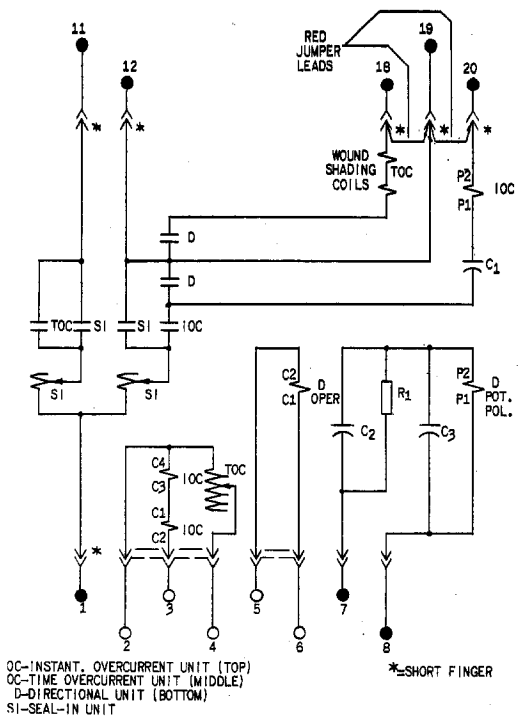 11
12
RED
JUMPER
LEADS
18
19
20
*
*
*
*
*
WOUND
SHADING
COILS
TOC
P2
P1
IOC
D
C1
D
TOC
SI
SI
IOC
SI
SI
C2
C1
D
OPER
C2
R1
C3
P2
P1
D
POT.
POL.
C4
C3
IOC
TOC
C1
C2
IOC
*
1
2
3
4
5
6
7
8
OC-INSTANT. OVERCURRENT UNIT (TOP)
OC-TIME OVERCURRENT UNIT (MIDDLE)
D-DIRECTIONAL UNIT (BOTTOM)
SI-SEAL-IN UNIT
*=SHORT FINGER